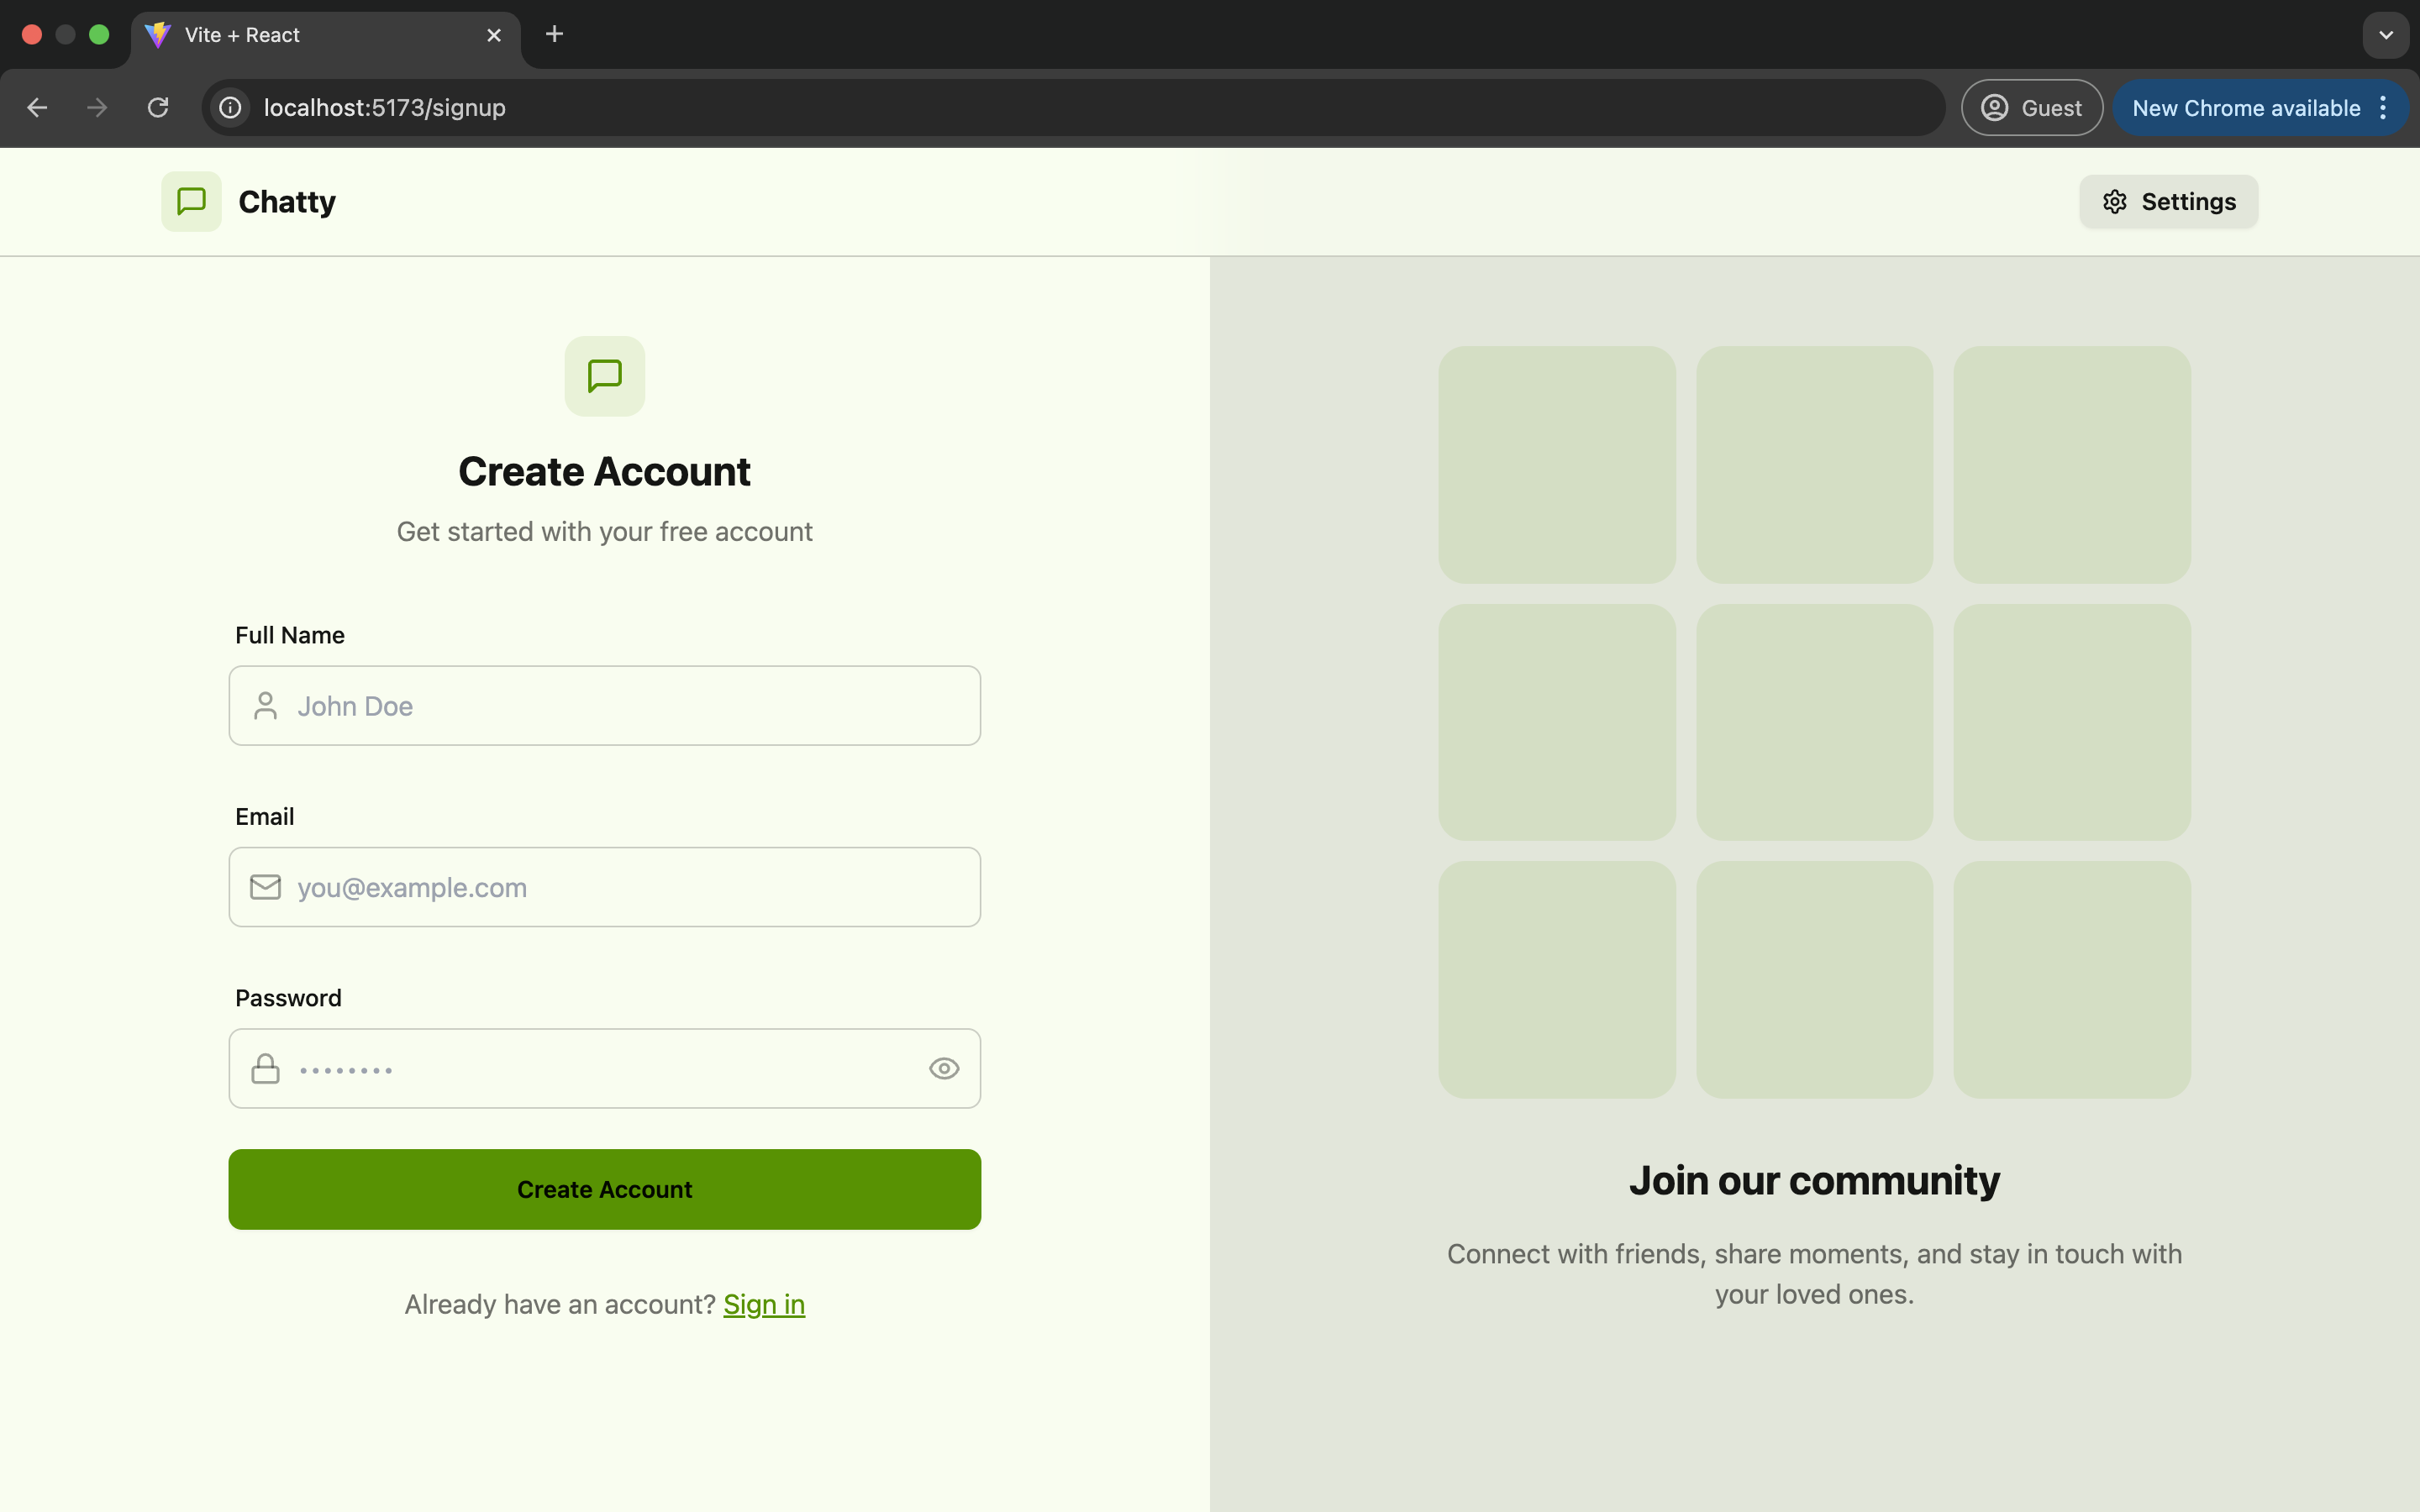 Vite + React
localhost:5173/signup
Guest
New Chrome available
Chatty
Settings
Create Account
Get started with your free account
Full Name
John Doe
Email
you@example.com
Password
••••••••
Create Account
Already have an account? Sign in
Join our community
Connect with friends, share moments, and stay in touch with
your loved ones.